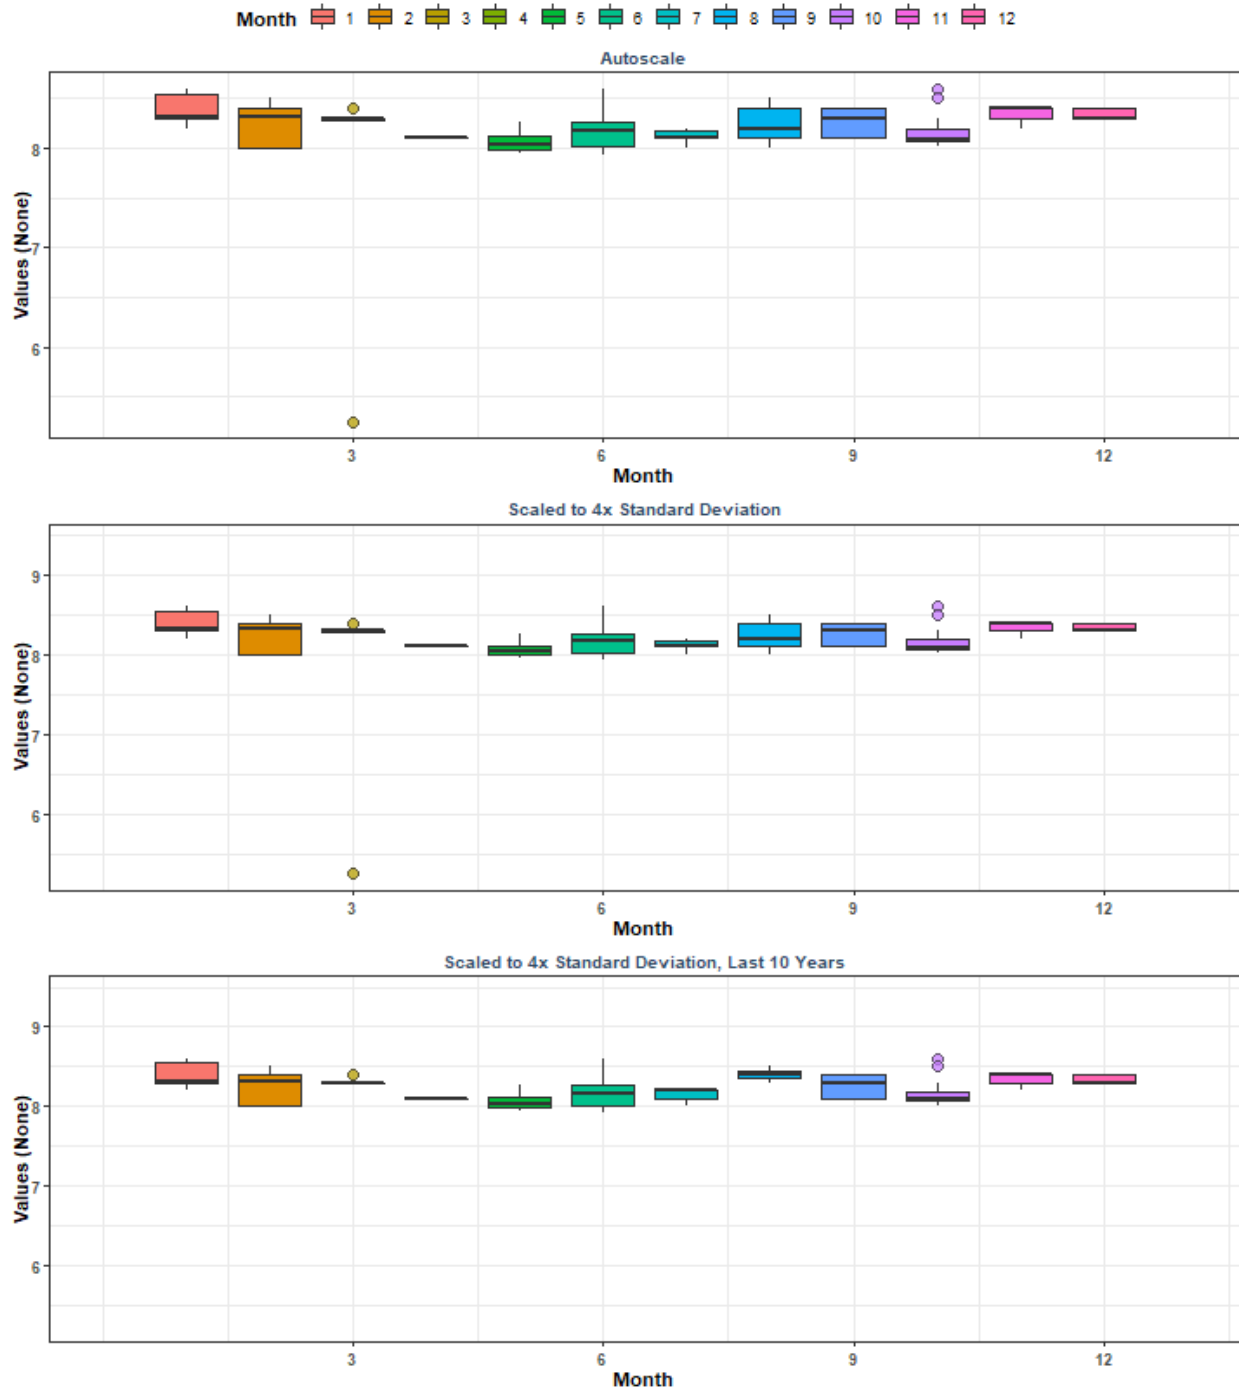 Month 1 2 3 4 5 6 7 8 9 10 11 12
Autoscale
Values (None)
8
7
6
3 6 9 12
Month
Scaled to 4x Standard Deviation
Values (None)
9
8
7
6
3 6 9 12
Month
Scaled to 4x Standard Deviation, Last 10 Years
Values (None)
9
8
7
6
3 6 9 12
Month